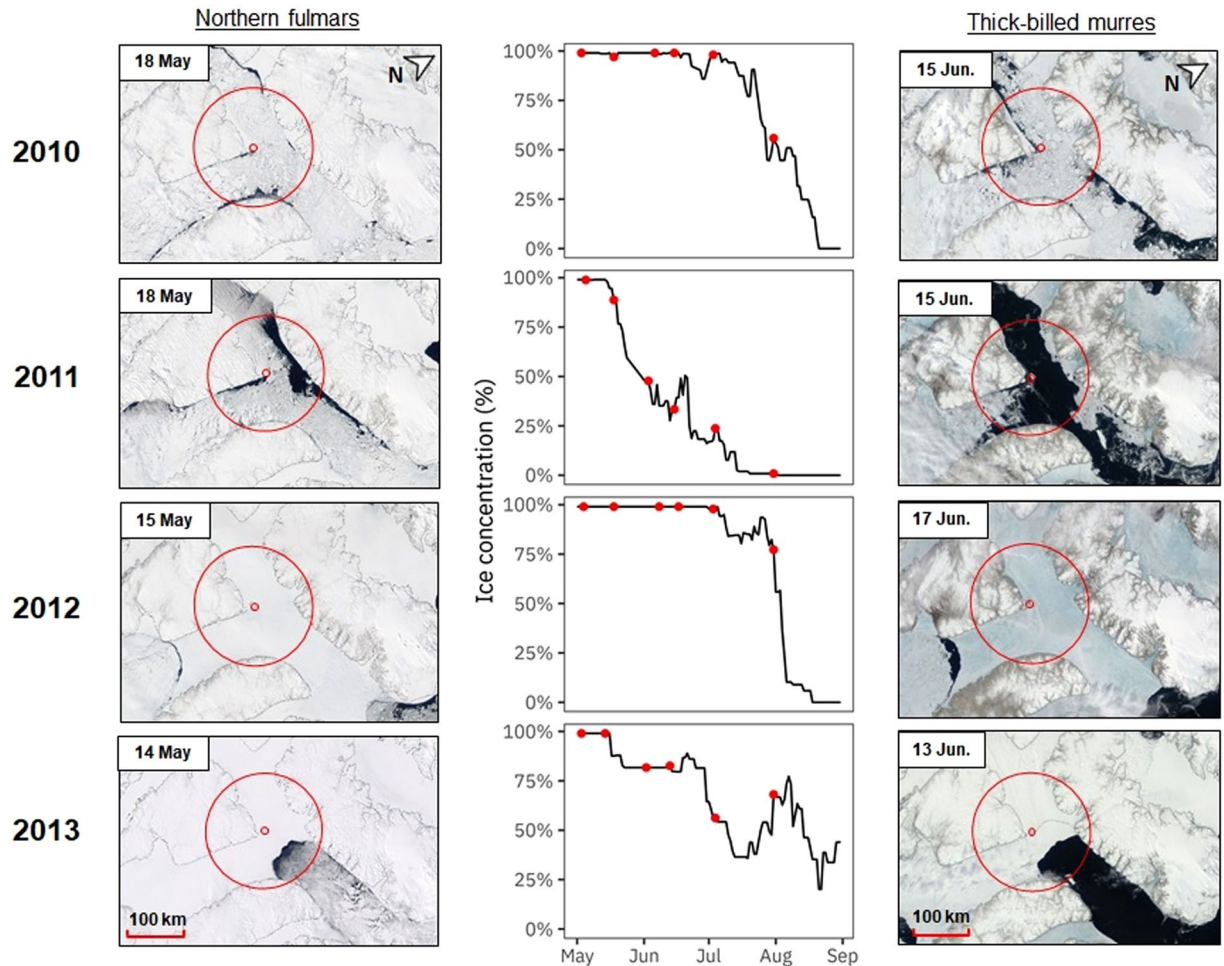 Northern fulmars
Thick-billed murres
2010
18 May
N
100%
75%
50%
25%
0%
15 Jun.
N
2011
18 May
100%
75%
50%
25%
0%
15 Jun.
Ice concentration (%)
2012
15 May
100%
75%
50%
25%
0%
17 Jun.
2013
14 May
100 km
100%
75%
50%
25%
0%
May Jun Jul Aug Sep
13 Jun.
100 km